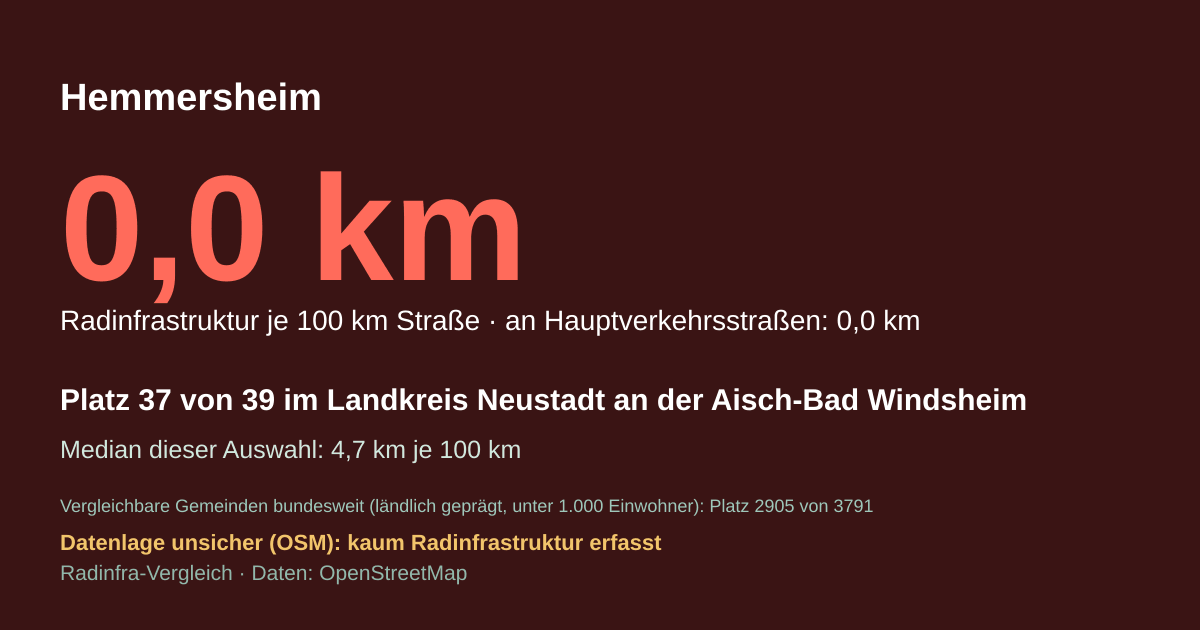 Hemmersheim
0,0 km
Radinfrastruktur je 100 km Straße · an Hauptverkehrsstraßen: 0,0 km
Platz 37 von 39 im Landkreis Neustadt an der Aisch-Bad Windsheim
Median dieser Auswahl: 4,7 km je 100 km
Vergleichbare Gemeinden bundesweit (ländlich geprägt, unter 1.000 Einwohner): Platz 2905 von 3791
Datenlage unsicher (OSM): kaum Radinfrastruktur erfasst
Radinfra-Vergleich · Daten: OpenStreetMap